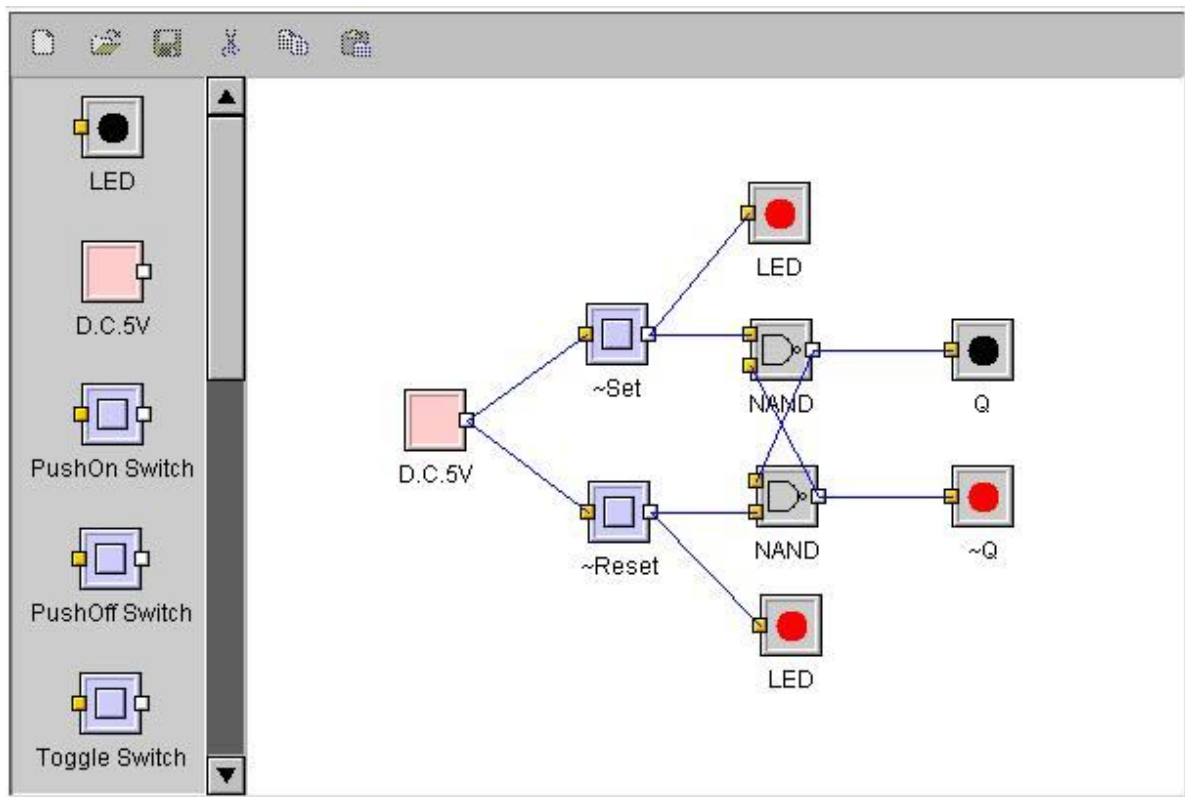 LED
D.C.5V
PushOn Switch
PushOff Switch
Toggle Switch
LED
~Set
NAND
Q
D.C.5V
~Reset
NAND
~Q
LED